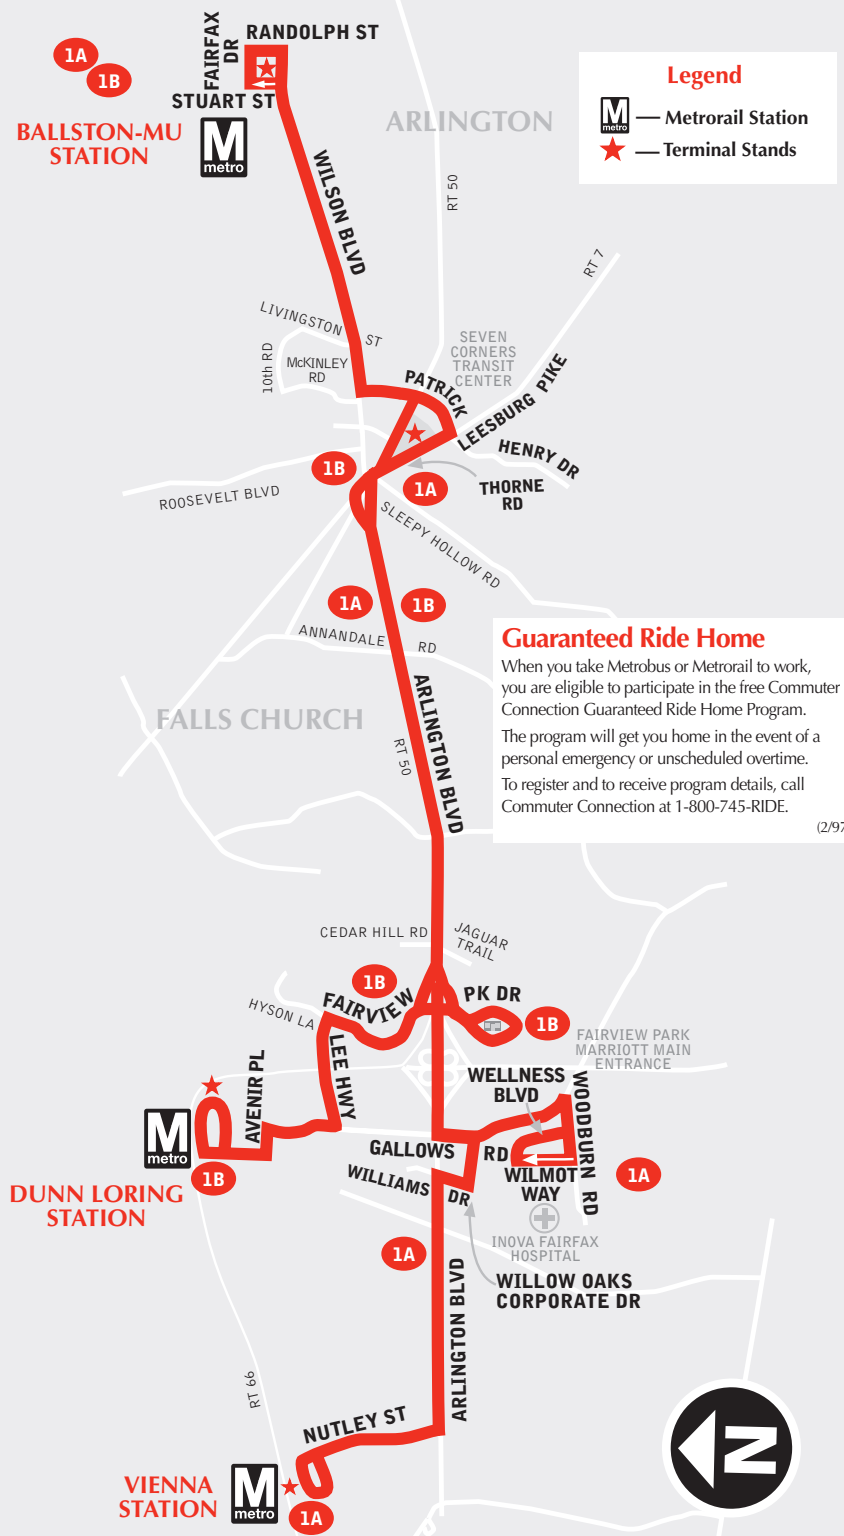 FAIRFAX
DR
RANDOLPH ST
1A
1B
STUART ST
BALLSTON-MU
STATION
M
metro
ARLINGTON
Legend
M
metro
— Metrorail Station
— Terminal Stands
WILSON BLVD
RT 50
RT 7
LIVINGSTON ST
10th RD
McKINLEY
RD
SEVEN
CORNERS
TRANSIT
CENTER
PATRICK
HENRY DR
LEESBURG PIKE
1B
1A
THORNE
RD
ROOSEVELT BLVD
SLEEPY HOLLOW RD
1A
1B
ANNANDALE RD
Guaranteed Ride Home
When you take Metrobus or Metrorail to work,
you are eligible to participate in the free Commuter
Connection Guaranteed Ride Home Program.
The program will get you home in the event of a
personal emergency or unscheduled overtime.
To register and to receive program details, call
Commuter Connection at 1-800-745-RIDE.
(2/97
FALLS CHURCH
ARLINGTON BLVD
RT 50
CEDAR HILL RD
JAGUAR
TRAIL
1B
FAIRVIEW PK DR
1B
HYSON LA
FAIRVIEW PARK
MARRIOTT MAIN
ENTRANCE
LEE HWY
AVENIR PL
WELLNESS
BLVD
WOODBURN RD
M
metro
DUNN LORING
STATION
1B
GALLOWS RD
WILLIAMS DR
WILMOT
WAY
1A
INOVA FAIRFAX
HOSPITAL
1A
WILLOW OAKS
CORPORATE DR
ARLINGTON BLVD
RT 66
NUTLEY ST
VIENNA
STATION
M
metro
1A
N